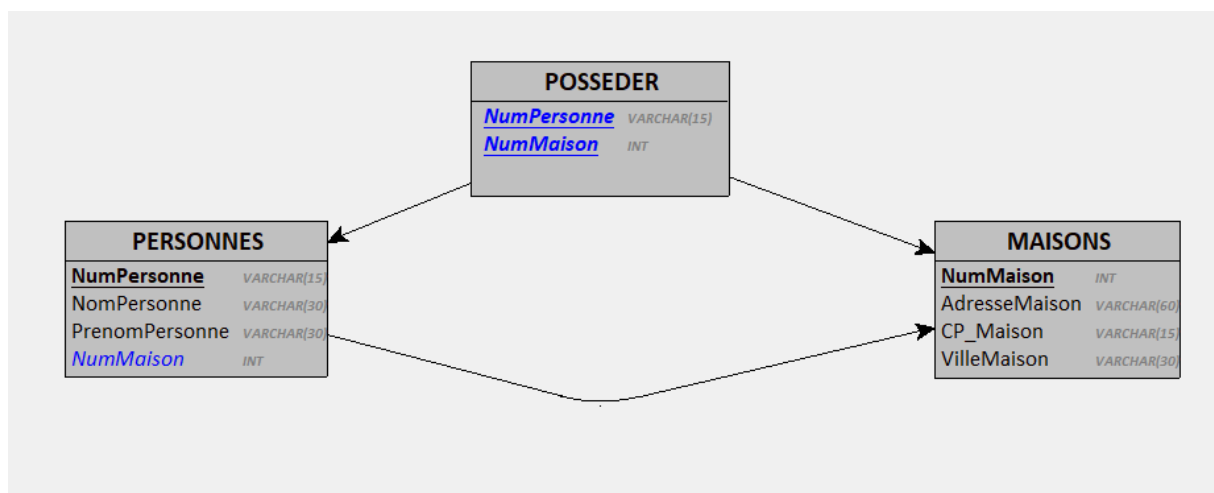 POSSEDER
NumPersonne VARCHAR(15)
NumMaison INT
PERSONNES
NumPersonne VARCHAR(15)
NomPersonne VARCHAR(30)
PrenomPersonne VARCHAR(30)
NumMaison INT
MAISONS
NumMaison INT
AdresseMaison VARCHAR(60)
CP_Maison VARCHAR(15)
VilleMaison VARCHAR(30)